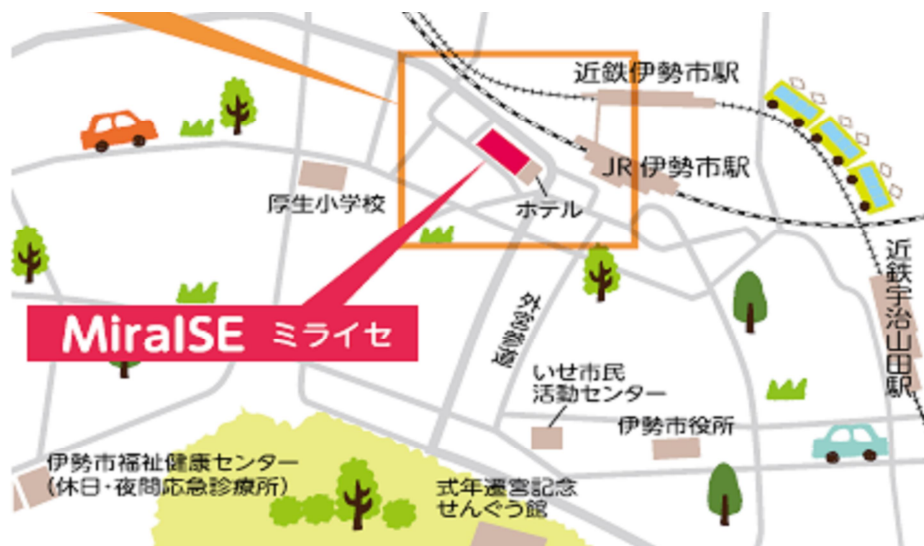 近鉄伊勢市駅
JR 伊勢市駅
厚生小学校
ホテル
近鉄宇治山田駅
MiraISE ミライセ
外宮参道
いせ市民
活動センター
伊勢市役所
伊勢市福祉健康センター
(休日・夜間応急診療所)
式年遷宮記念
せんぐう館